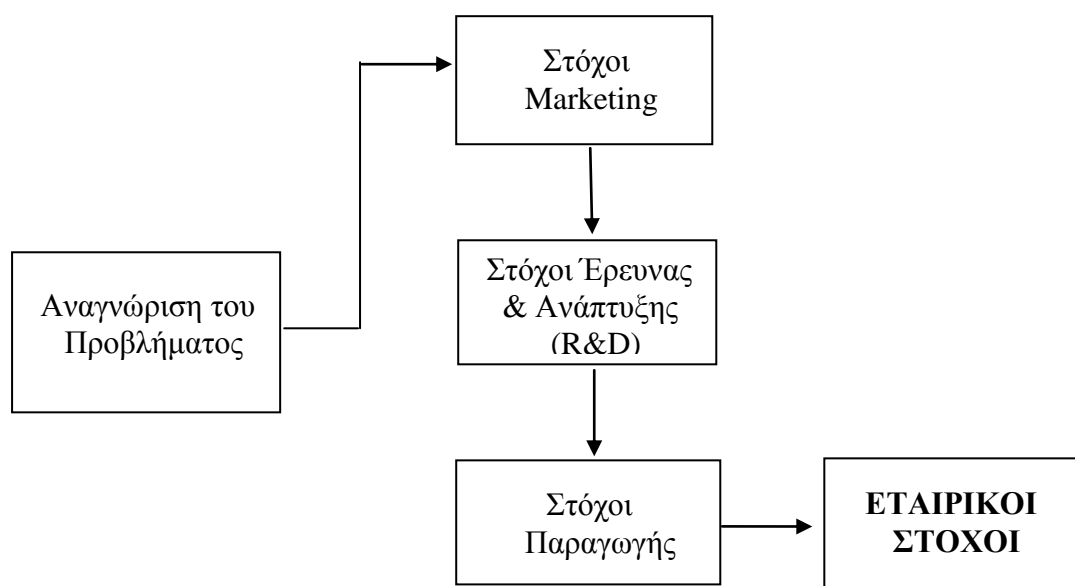 Στόχοι
Marketing
Στόχοι Έρευνας
& Ανάπτυξης
(R&D)
Αναγνώριση του
Προβλήματος
Στόχοι
Παραγωγής
ΕΤΑΙΡΙΚΟΙ
ΣΤΟΧΟΙ